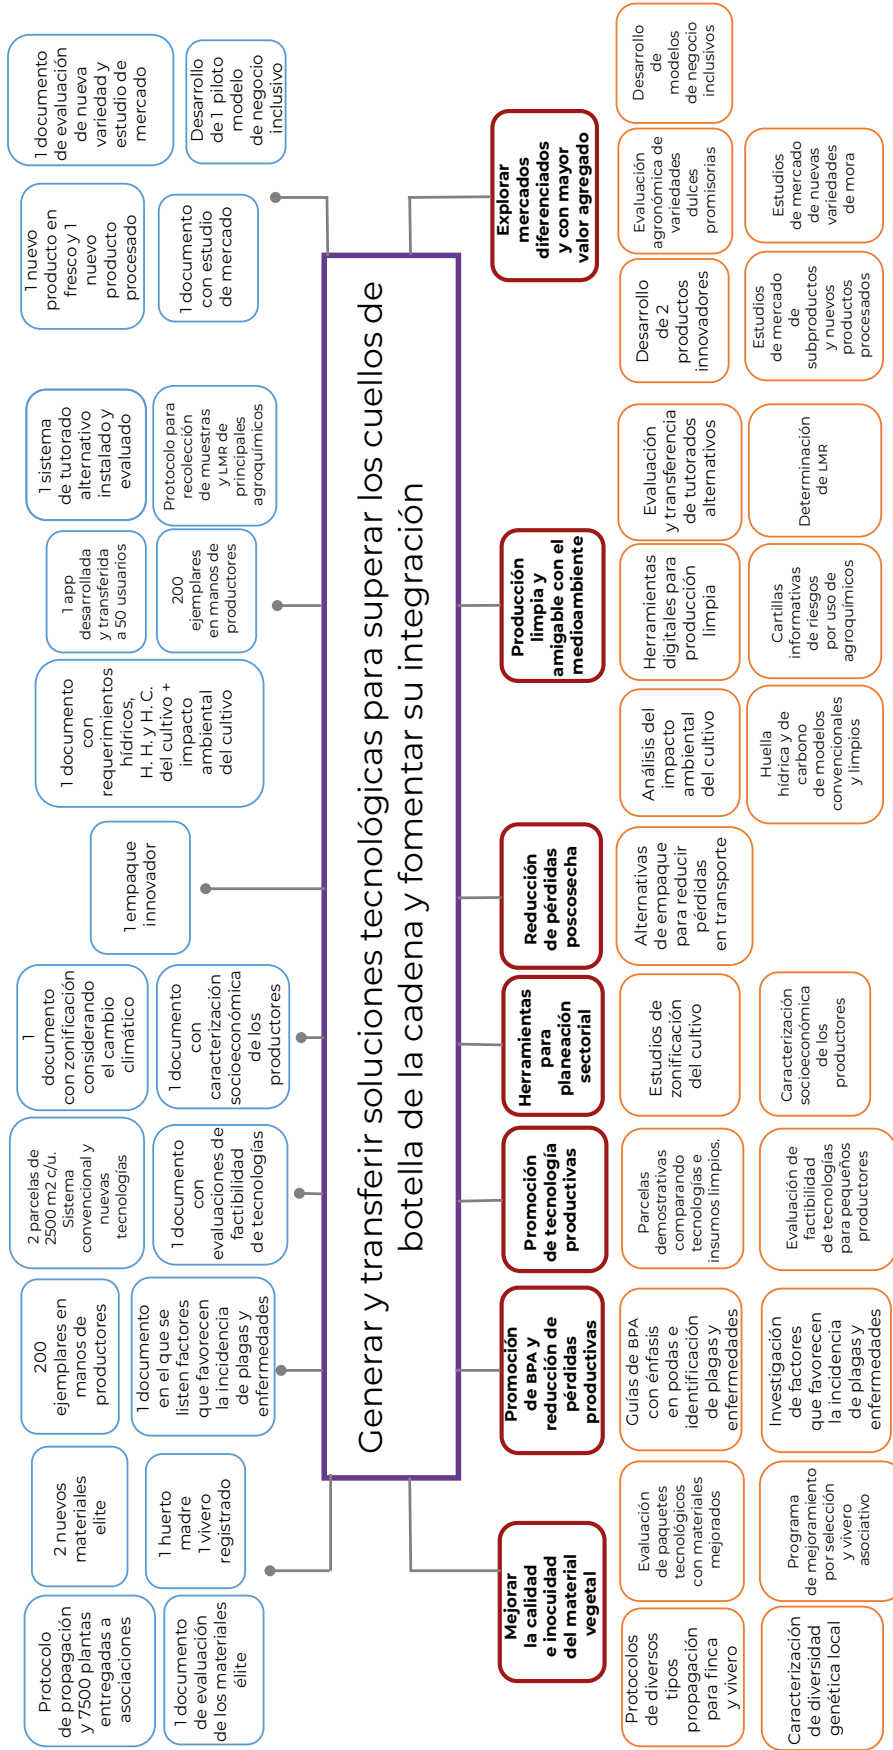 Protocolo
de propagación
y 7500 plantas
entregadas a
asociaciones
2 nuevos
materiales
elite
1 documento
de evaluación
de los materiales
élite
1 huerto
madre
1 vivero
registrado
200
ejemplares en
manos de
productores
1 documento
en el que se
listen factores
que favorecen
la incidencia
de plagas y
enfermedades
2 parcelas de
2500 m2 c/u.
Sistema
convencional y
nuevas
tecnologías
1 documento
con
evaluaciones de
factibilidad
de tecnologías
1
documento
con zonificación
considerando
el cambio
climático
1 documento
con
caracterización
socioeconómica
de los
productores
1 empaque
innovador
1 documento
con
requerimientos
hídricos,
H. H. y H. C.
del cultivo +
impacto
ambiental
del cultivo
1 app
desarrollada
y transferida
a 50 usuarios
200
ejemplares
en manos de
productores
1 sistema
de tutorado
alternativo
instalado y
evaluado
Protocolo para
recolección
de muestras
y LMR de
principales
agroquímicos
1 nuevo
producto en
fresco y 1
nuevo
producto
procesado
1 documento
con estudio
de mercado
1 documento
de evaluación
de nueva
variedad y
estudio de
mercado
Desarrollo
de 1 piloto
modelo
de negocio
inclusivo
Generar y transferir soluciones tecnológicas para superar los cuellos de
botella de la cadena y fomentar su integración
Mejorar
la calidad
e inocuidad
del material
vegetal
Promoción
de BPA y
reducción de
pérdidas
productivas
Promoción
de tecnología
productivas
Herramientas
para
planeación
sectorial
Reducción
de pérdidas
poscosecha
Producción
limpia y
amigable con el
medioambiente
Explorar
mercados
diferenciados
y con mayor
valor agregado
Protocolos
de diversos
tipos
propagación
para finca
y vivero
Evaluación
de paquetes
tecnológicos
con materiales
mejorados
Caracterización
de diversidad
genética local
Programa
de mejoramiento
por selección
y vivero
asociativo
Guías de BPA
con énfasis
en podas e
identificación
de plagas y
enfermedades
Investigación
de factores
que favorecen
la incidencia
de plagas y
enfermedades
Parcelas
demostrativas
comparando
tecnologías e
insumos limpios.
Evaluación de
factibilidad
de tecnologías
para pequeños
productores
Estudios de
zonificación
del cultivo
Caracterización
socioeconómica
de los
productores
Alternativas
de empaque
para reducir
pérdidas
en transporte
Análisis del
impacto
ambiental
del cultivo
Herramientas
digitales para
producción
limpia
Evaluación
y transferencia
de tutorados
alternativos
Huella
hídrica y de
carbono
de modelos
convencionales
y limpios
Cartillas
informativas
de riesgos
por uso de
agroquímicos
Determinación
de LMR
Desarrollo
de 2
productos
innovadores
Evaluación
agronómica de
variedades
dulces
promisorias
Desarrollo
de
modelos
de negocio
inclusivos
Estudios
de mercado
de
subproductos
y nuevos
productos
procesados
Estudios
de mercado
de nuevas
variedades
de mora